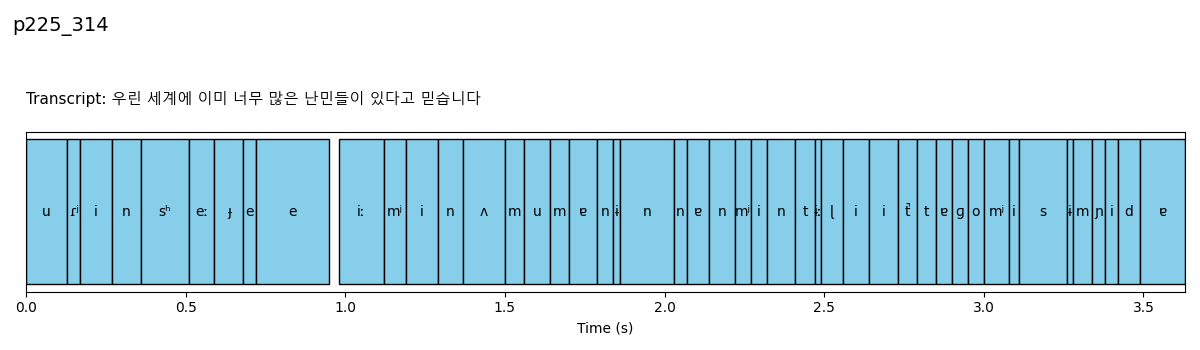 p225_314
Transcript: 우린 세계에 이미 너무 많은 난민들이 있다고 믿습니다
u ɾʲ i n sʰ eː ɟ e e iː mʲ i n ʌ m u m ɐ n ɨ n n ɐ n mʲ i n t ɨː ɭ i i t̚ t ɐ ɡ o mʲ i s ɨ m ɲ i d ɐ
0.0 0.5 1.0 1.5 2.0 2.5 3.0 3.5
Time (s)